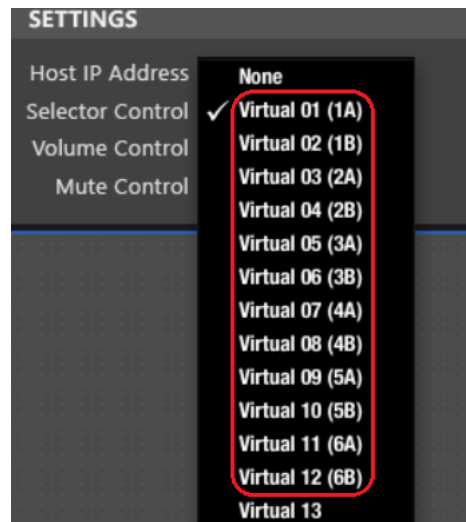 SETTINGS
Host IP Address
None
Selector Control ✓ Virtual 01 (1A)
Volume Control
Virtual 02 (1B)
Mute Control
Virtual 03 (2A)
Virtual 04 (2B)
Virtual 05 (3A)
Virtual 06 (3B)
Virtual 07 (4A)
Virtual 08 (4B)
Virtual 09 (5A)
Virtual 10 (5B)
Virtual 11 (6A)
Virtual 12 (6B)
Virtual 13